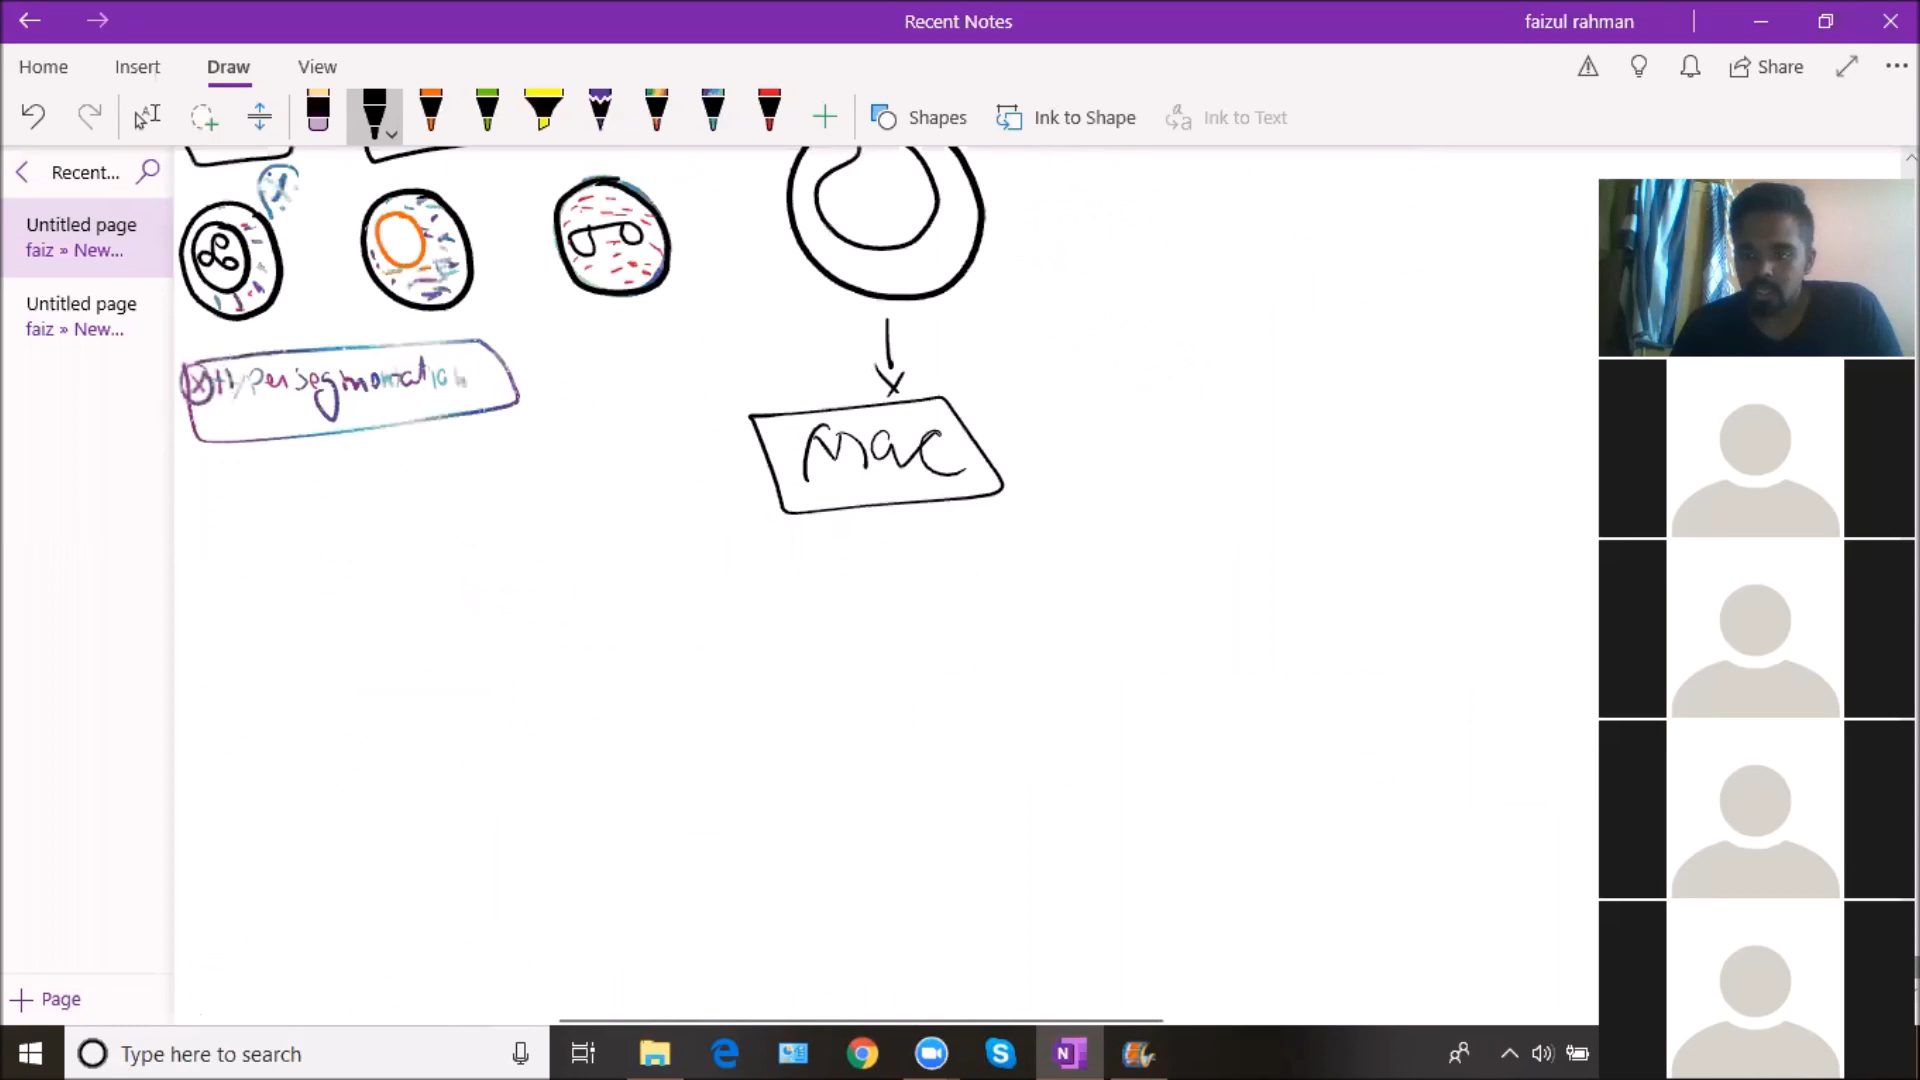 Recent Notes
faizul rahman
Home
Insert
Draw
View
Share
Shapes
Ink to Shape
Ink to Text
Recent...
Untitled page
faiz » New...
Untitled page
faiz » New...
Hypersegmentation
Mac
Page
Type here to search